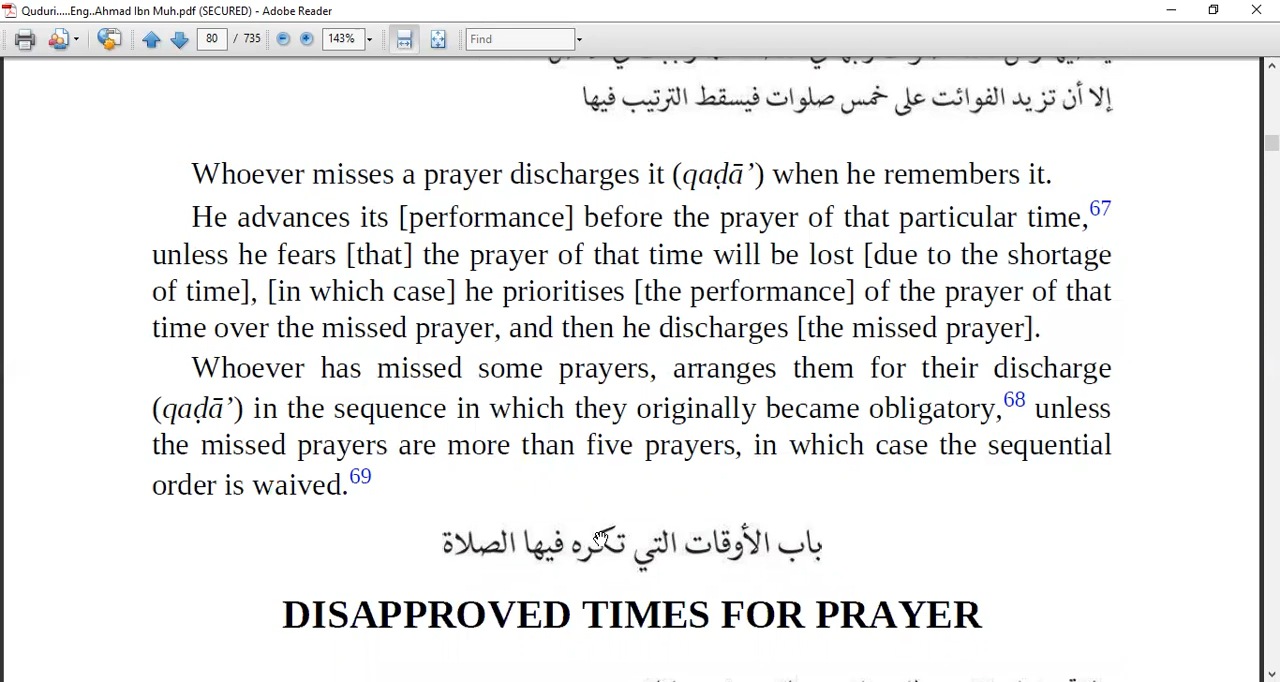 Quduri.....Eng..Ahmad Ibn Muh.pdf (SECURED) - Adobe Reader
80 / 735 143% Find
إلا أن تزيد الفوائت على خمس صلوات فيسقط الترتيب فيها
Whoever misses a prayer discharges it (qaḍā’) when he remembers it.
He advances its [performance] before the prayer of that particular time,67
unless he fears [that] the prayer of that time will be lost [due to the shortage
of time], [in which case] he prioritises [the performance] of the prayer of that
time over the missed prayer, and then he discharges [the missed prayer].
Whoever has missed some prayers, arranges them for their discharge
(qaḍā’) in the sequence in which they originally became obligatory,68 unless
the missed prayers are more than five prayers, in which case the sequential
order is waived.69
باب الأوقات التي تكره فيها الصلاة
DISAPPROVED TIMES FOR PRAYER